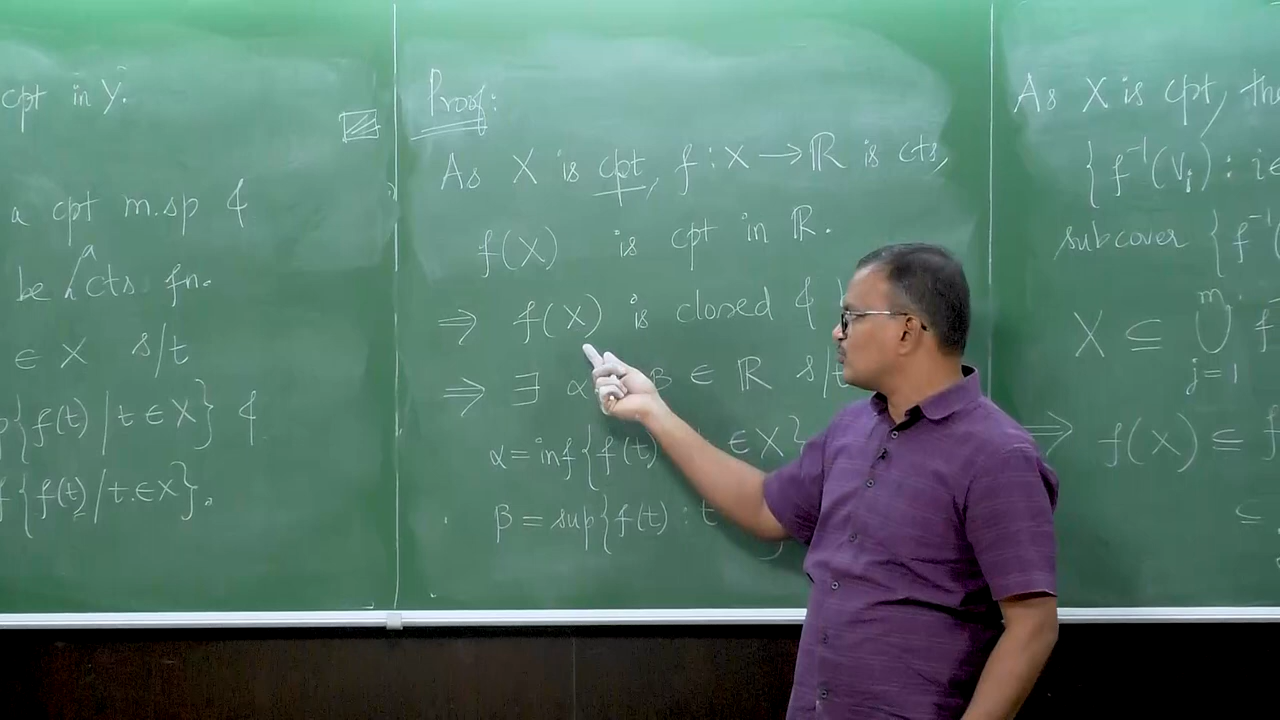 cpt in Y.
a cpt m.sp &
be a cts fn.
∈ X s/t
{f(t) / t ∈ X} &
{f(t) / t ∈ X}.
Proof:
As X is cpt, f : X → ℝ is cts,
f(X) is cpt in ℝ.
⇒ f(X) is closed &
⇒ ∃ α β ∈ ℝ s/t
α = inf{f(t) ∈ X}
β = sup{f(t) : t }
As X is cpt,
{f⁻¹(Vᵢ) :
subcover {f⁻¹(
X ⊆ ⋃ m j=1
⇒ f(X) ⊆
⊆